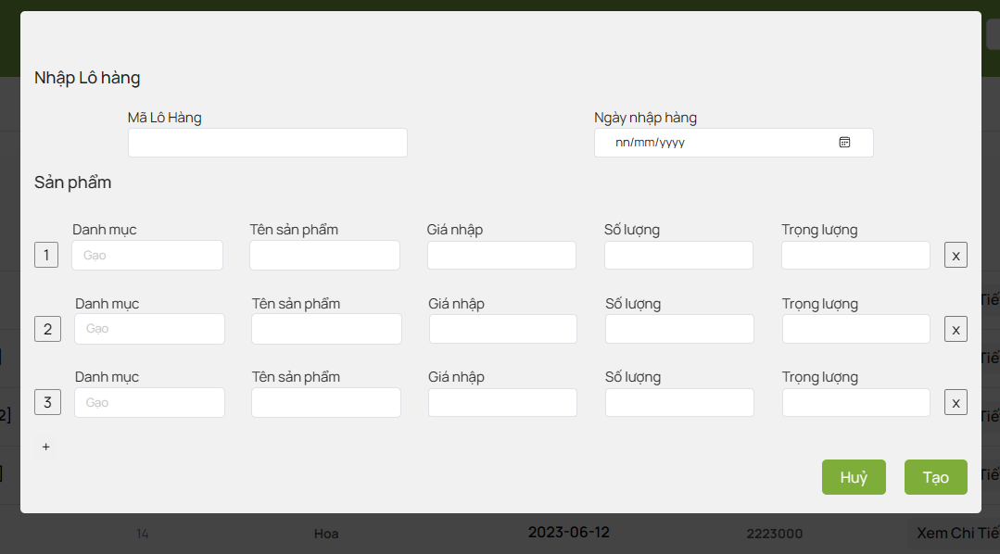 Nhập Lô hàng
Mã Lô Hàng Ngày nhập hàng
nn/mm/yyyy
Sản phẩm
Danh mục Tên sản phẩm Giá nhập Số lượng Trọng lượng
1 Gạo x
Danh mục Tên sản phẩm Giá nhập Số lượng Trọng lượng
Tiế
2 Gạo x
Tiế
]
Danh mục Tên sản phẩm Giá nhập Số lượng Trọng lượng
3 Gạo x
2] Tiế
+
] Huỷ Tạo Tiế
14 Hoa 2023-06-12 2223000 Xem Chi Tiế